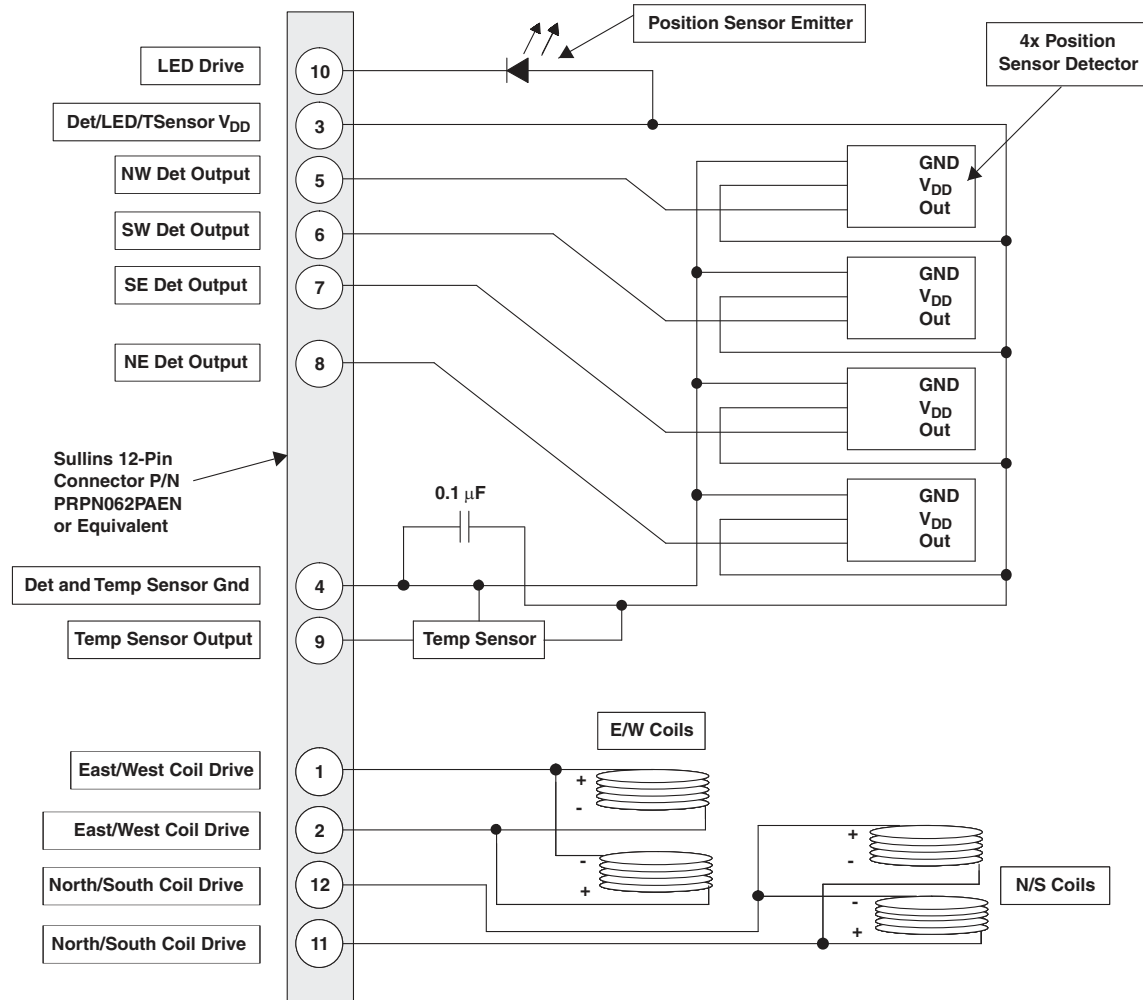 Position Sensor Emitter
4x Position
Sensor Detector
LED Drive
10
Det/LED/TSensor VDD
3
NW Det Output
5
GND
VDD
Out
SW Det Output
6
GND
VDD
Out
SE Det Output
7
NE Det Output
8
GND
VDD
Out
Sullins 12-Pin
Connector P/N
PRPN062PAEN
or Equivalent
0.1 μF
GND
VDD
Out
Det and Temp Sensor Gnd
4
Temp Sensor Output
9
Temp Sensor
E/W Coils
East/West Coil Drive
1
+
-
East/West Coil Drive
2
-
+
North/South Coil Drive
12
+
-
N/S Coils
North/South Coil Drive
11
-
+